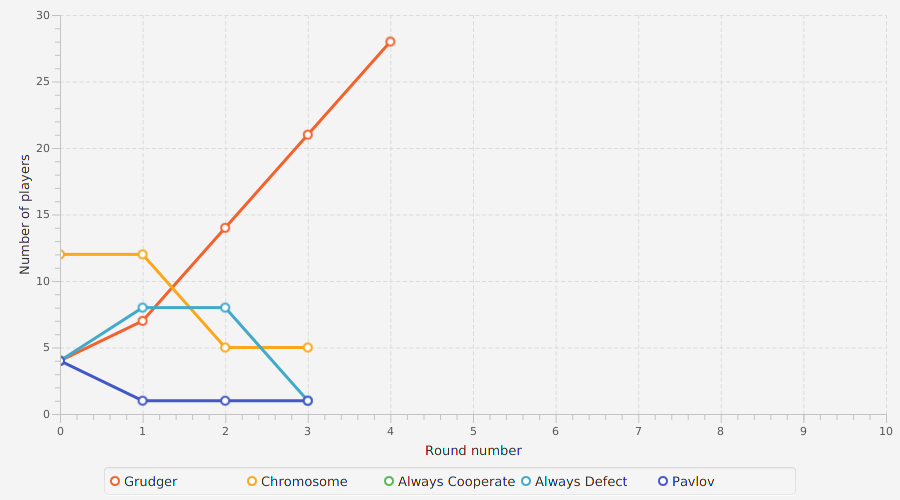 30
25
20
15
10
5
0
Number of players
0 1 2 3 4 5 6 7 8 9 10
Round number
Grudger Chromosome Always Cooperate Always Defect Pavlov